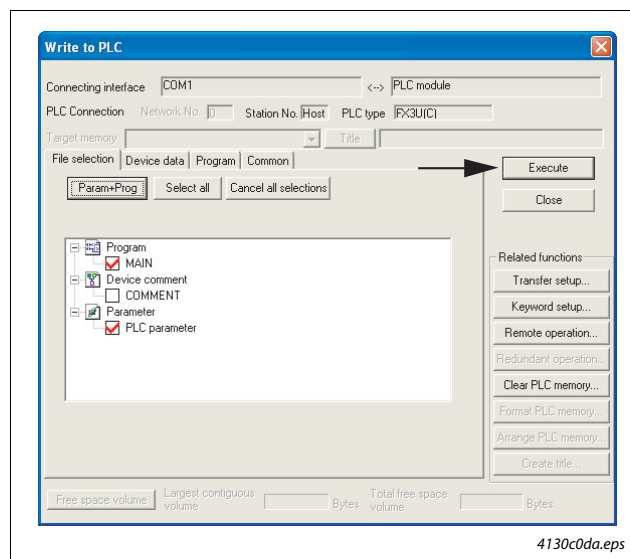 Write to PLC
Connecting interface COM1 <--> PLC module
PLC Connection Network No. 0 Station No. Host PLC type FX3U(C)
Target memory Title
File selection Device data Program Common
Execute
Param+Prog Select all Cancel all selections
Close
Program
MAIN
Device comment
COMMENT
Parameter
PLC parameter
Related functions
Transfer setup...
Keyword setup...
Remote operation...
Redundant operation...
Clear PLC memory...
Format PLC memory...
Arrange PLC memory...
Create title...
Free space volume Largest contiguous volume Bytes Total free space volume Bytes
4130c0da.eps